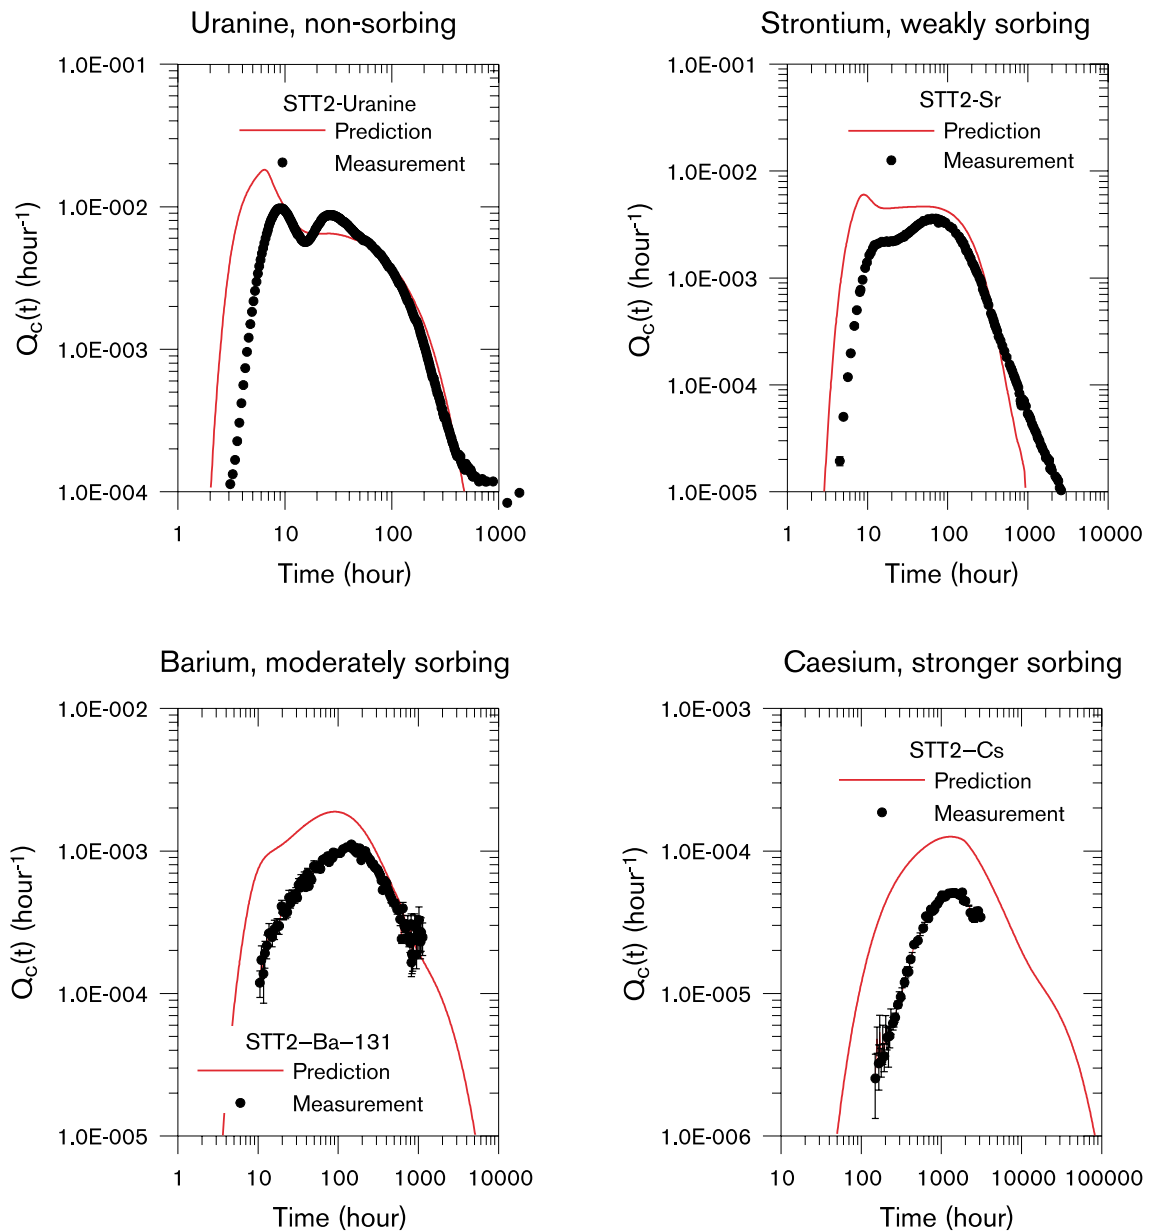 Uranine, non-sorbing
1.0E-001
1.0E-002
1.0E-003
1.0E-004
Qc(t) (hour-1)
STT2-Uranine
Prediction
Measurement
1 10 100 1000
Time (hour)
Strontium, weakly sorbing
1.0E-001
1.0E-002
1.0E-003
1.0E-004
1.0E-005
Qc(t) (hour-1)
STT2-Sr
Prediction
Measurement
1 10 100 1000 10000
Time (hour)
Barium, moderately sorbing
1.0E-002
1.0E-003
1.0E-004
1.0E-005
Qc(t) (hour-1)
STT2–Ba–131
Prediction
Measurement
1 10 100 1000 10000
Time (hour)
Caesium, stronger sorbing
1.0E-003
1.0E-004
1.0E-005
1.0E-006
Qc(t) (hour-1)
STT2–Cs
Prediction
Measurement
10 100 1000 10000 100000
Time (hour)